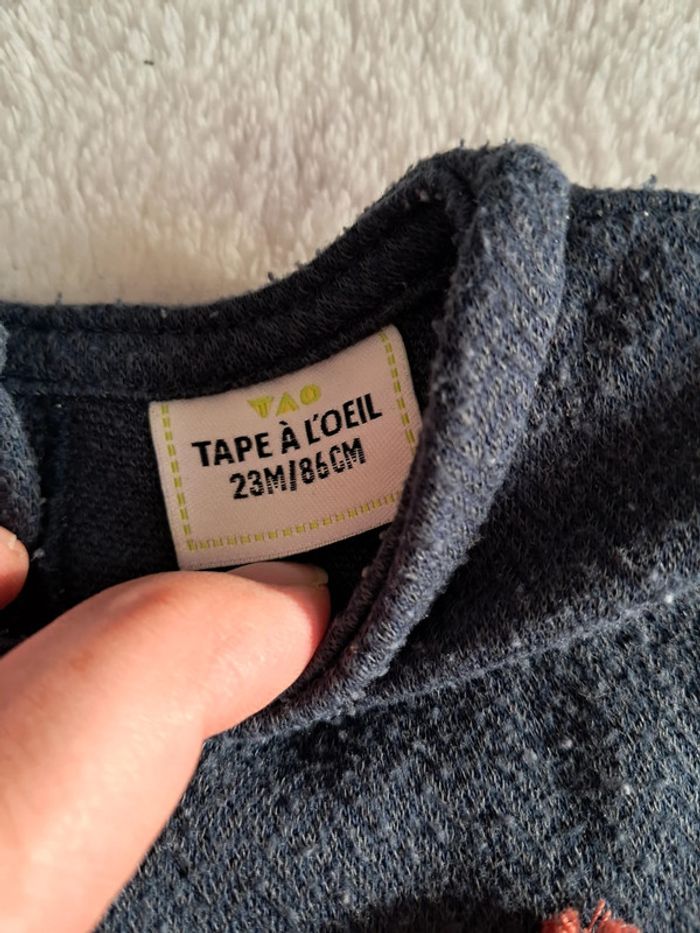 TAO
TAPE À L'OEIL
23M/86CM